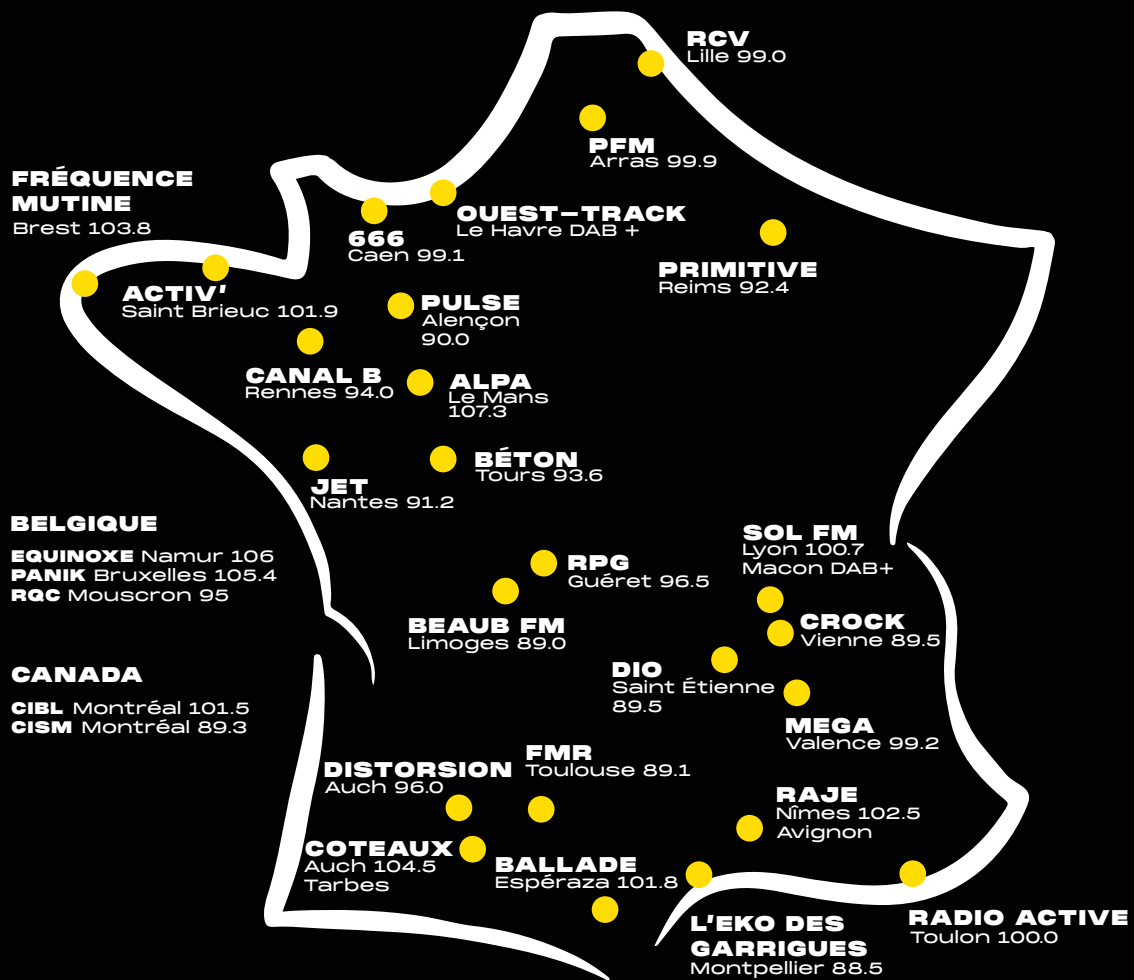 RCV
Lille 99.0
PFM
Arras 99.9
FRÉQUENCE
MUTINE
Brest 103.8
OUEST–TRACK
Le Havre DAB +
666
Caen 99.1
PRIMITIVE
Reims 92.4
ACTIV'
Saint Brieuc 101.9
PULSE
Alençon
90.0
CANAL B
Rennes 94.0
ALPA
Le Mans
107.3
BÉTON
Tours 93.6
JET
Nantes 91.2
BELGIQUE
EQUINOXE Namur 106
PANIK Bruxelles 105.4
RQC Mouscron 95
SOL FM
Lyon 100.7
Macon DAB+
RPG
Guéret 96.5
BEAUB FM
Limoges 89.0
CROCK
Vienne 89.5
DIO
Saint Étienne
89.5
CANADA
CIBL Montréal 101.5
CISM Montréal 89.3
MEGA
Valence 99.2
FMR
Toulouse 89.1
DISTORSION
Auch 96.0
RAJE
Nîmes 102.5
Avignon
COTEAUX
Auch 104.5
Tarbes
BALLADE
Espéraza 101.8
L'EKO DES
GARRIGUES
Montpellier 88.5
RADIO ACTIVE
Toulon 100.0